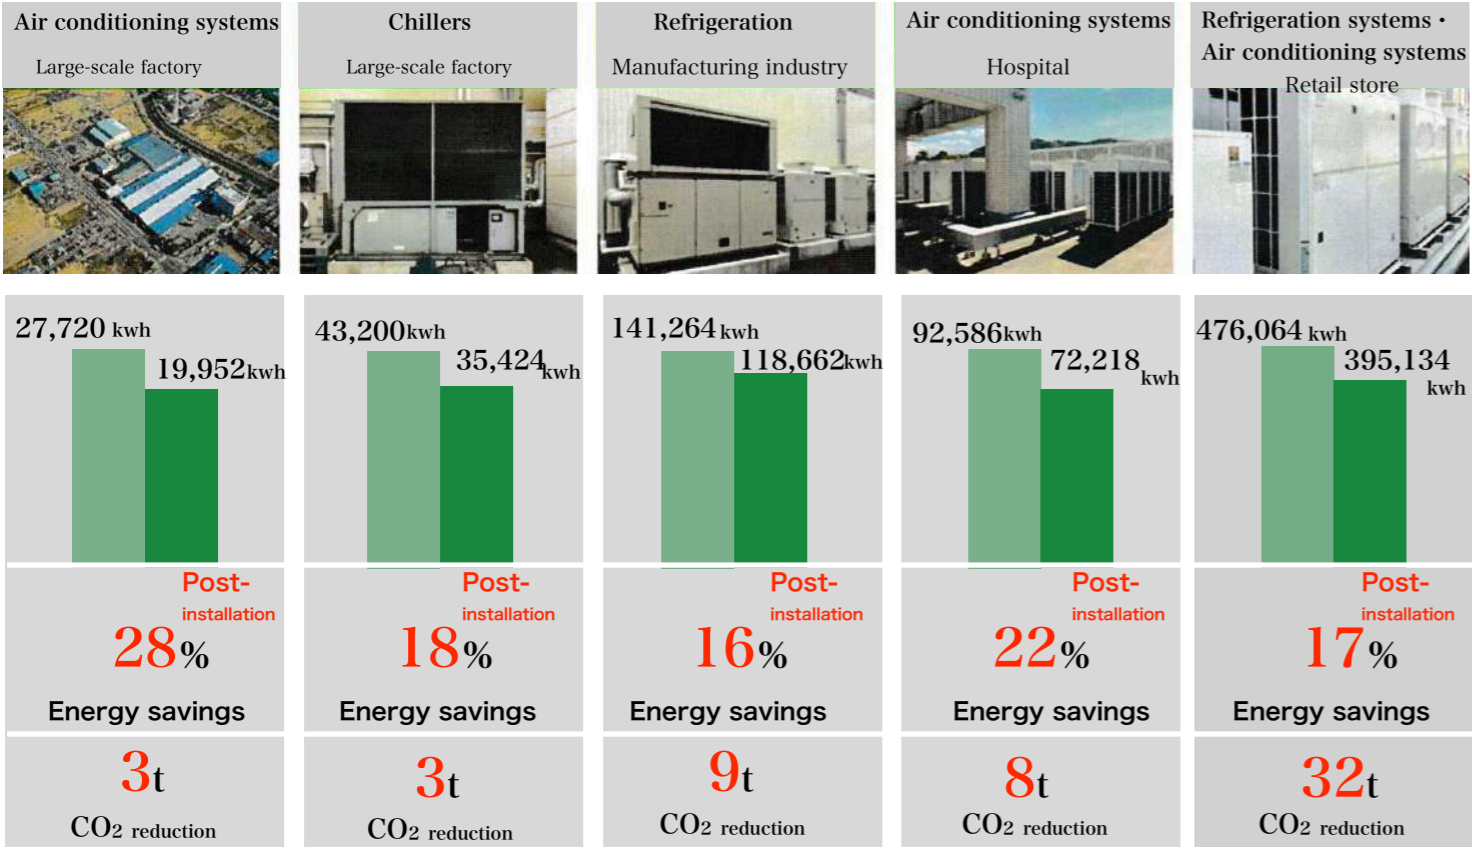 Air conditioning systems
Large-scale factory
Chillers
Large-scale factory
Refrigeration
Manufacturing industry
Air conditioning systems
Hospital
Refrigeration systems・
Air conditioning systems
Retail store
27,720 kwh
19,952kwh
43,200kwh
35,424kwh
141,264 kwh
118,662kwh
92,586kwh
72,218 kwh
476,064 kwh
395,134
kwh
Post-
installation
28%
Energy savings
Post-
installation
18%
Energy savings
Post-
installation
16%
Energy savings
Post-
installation
22%
Energy savings
Post-
installation
17%
Energy savings
3t
CO2 reduction
3t
CO2 reduction
9t
CO2 reduction
8t
CO2 reduction
32t
CO2 reduction